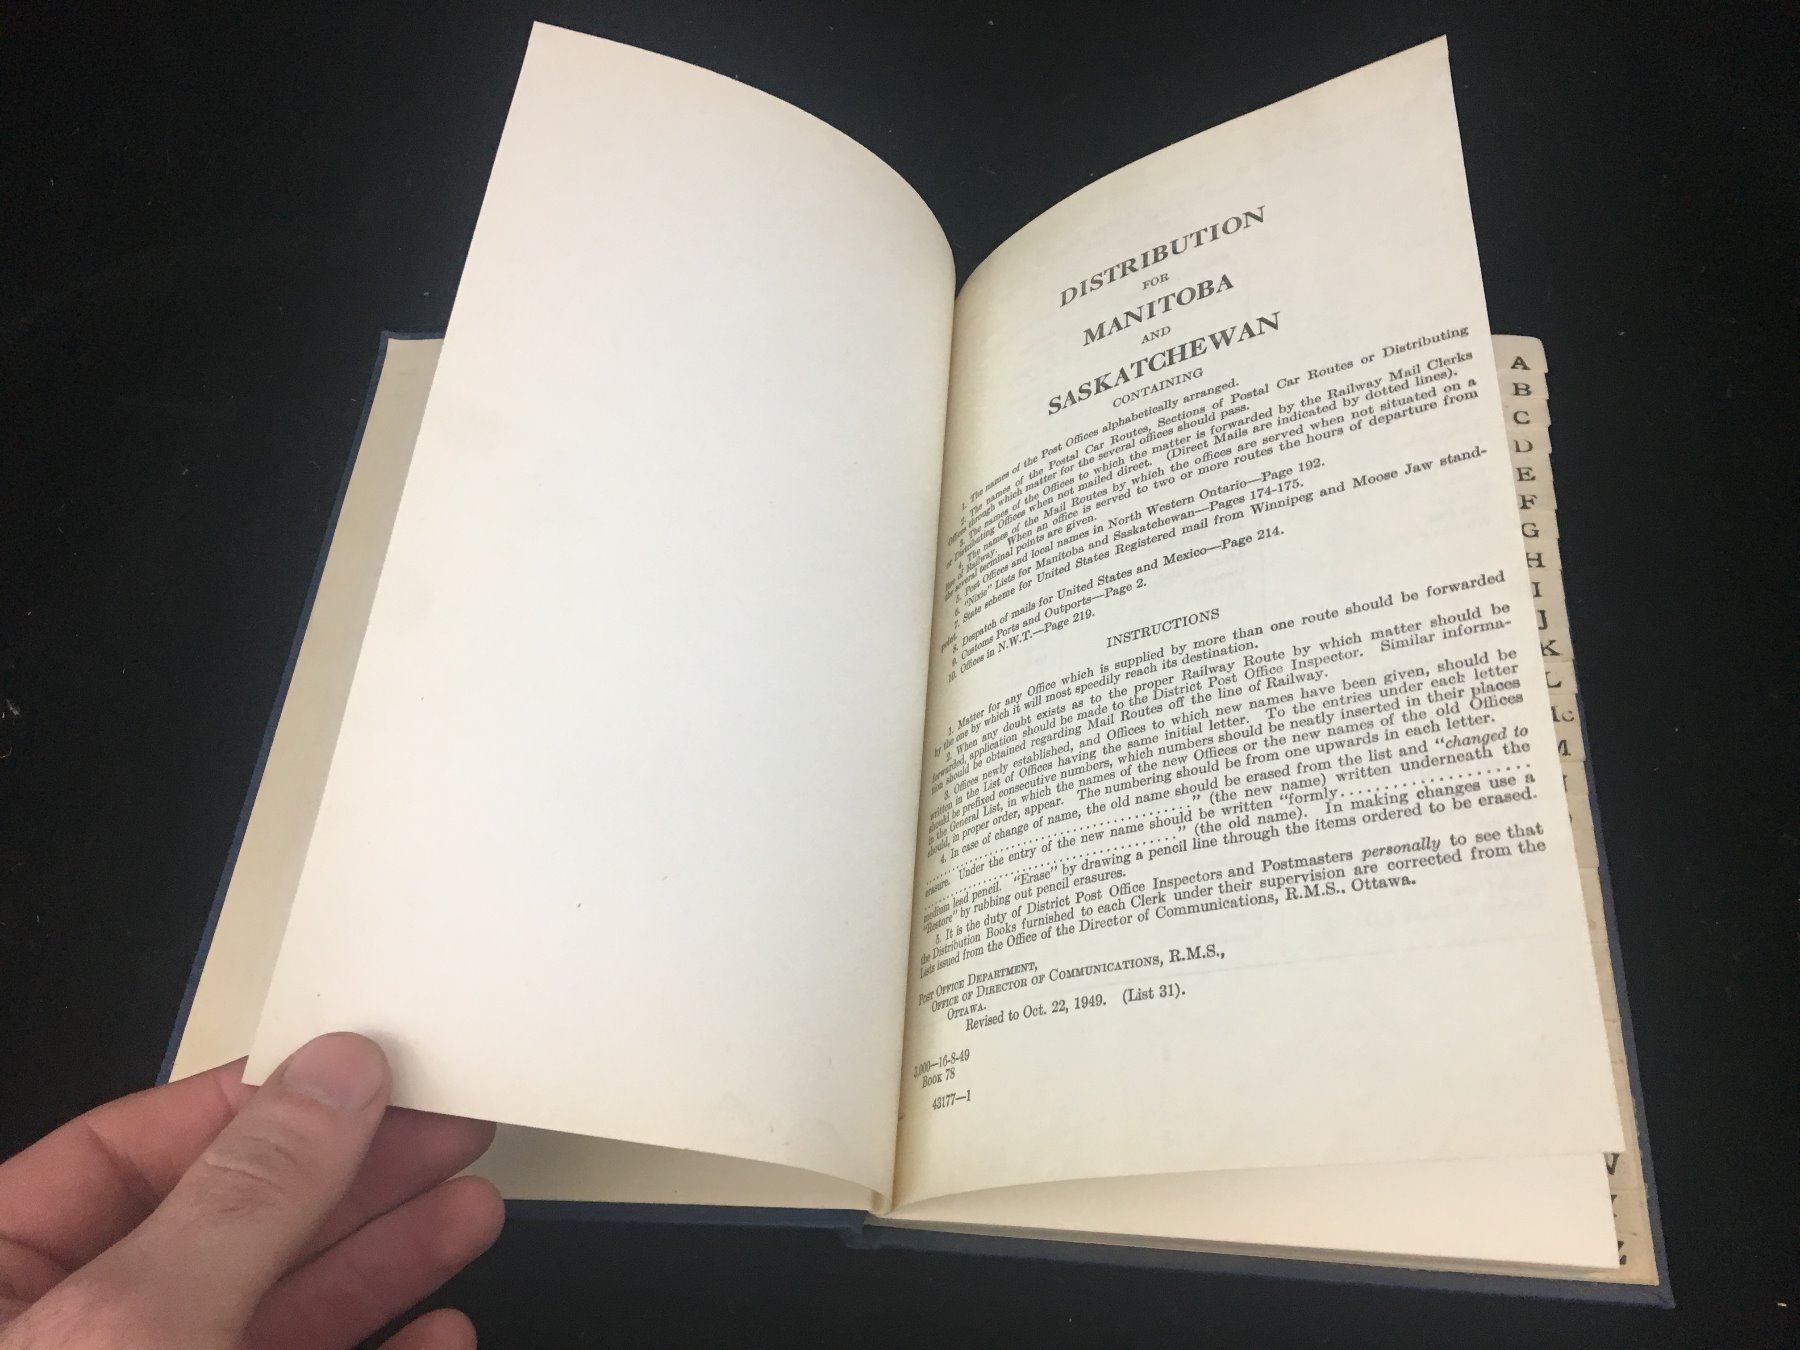 DISTRIBUTION
FOR
MANITOBA
AND
SASKATCHEWAN
CONTAINING
1. The names of the Post Offices alphabetically arranged.
2. The names of the Postal Car Routes, Sections of Postal Car Routes or Distributing
Offices through which matter for the several offices should pass.
3. The names of the Offices to which the matter is forwarded by the Railway Mail Clerks
or Distributing Offices when not mailed direct. (Direct Mails are indicated by dotted lines).
4. The names of the Mail Routes by which the offices are served when not situated on a
line of Railway. When an office is served to two or more routes the hours of departure from
the several terminal points are given.
5. Post Offices and local names in North Western Ontario—Page 192.
6. "Nixie" Lists for Manitoba and Saskatchewan—Pages 174-175.
7. State scheme for United States Registered mail from Winnipeg and Moose Jaw stand-
point.
8. Despatch of mails for United States and Mexico—Page 214.
9. Customs Ports and Outports—Page 2.
10. Offices in N.W.T.—Page 219.
INSTRUCTIONS
1. Matter for any Office which is supplied by more than one route should be forwarded
by the one by which it will most speedily reach its destination.
2. When any doubt exists as to the proper Railway Route by which matter should be
forwarded, application should be made to the District Post Office Inspector. Similar informa-
tion should be obtained regarding Mail Routes off the line of Railway.
3. Offices newly established, and Offices to which new names have been given, should be
written in the List of Offices having the same initial letter. To the entries under each letter
should be prefixed consecutive numbers, which numbers should be neatly inserted in their places
in the General List, in which the names of the new Offices or the new names of the old Offices
should, in proper order, appear. The numbering should be from one upwards in each letter.
4. In case of change of name, the old name should be erased from the list and "changed to
........................................" (the new name) written underneath the
erasure. Under the entry of the new name should be written "formly............................
........................................" (the old name). In making changes use a
medium lead pencil. "Erase" by drawing a pencil line through the items ordered to be erased.
"Restore" by rubbing out pencil erasures.
5. It is the duty of District Post Office Inspectors and Postmasters personally to see that
the Distribution Books furnished to each Clerk under their supervision are corrected from the
Lists issued from the Office of the Director of Communications, R.M.S., Ottawa.
POST OFFICE DEPARTMENT,
OFFICE OF DIRECTOR OF COMMUNICATIONS, R.M.S.,
OTTAWA.
Revised to Oct. 22, 1949. (List 31).
3,000—16-8-49
BOOK 78
43177—1
A
B
C
D
E
F
G
H
I
J
K
L
Mc
M
Z